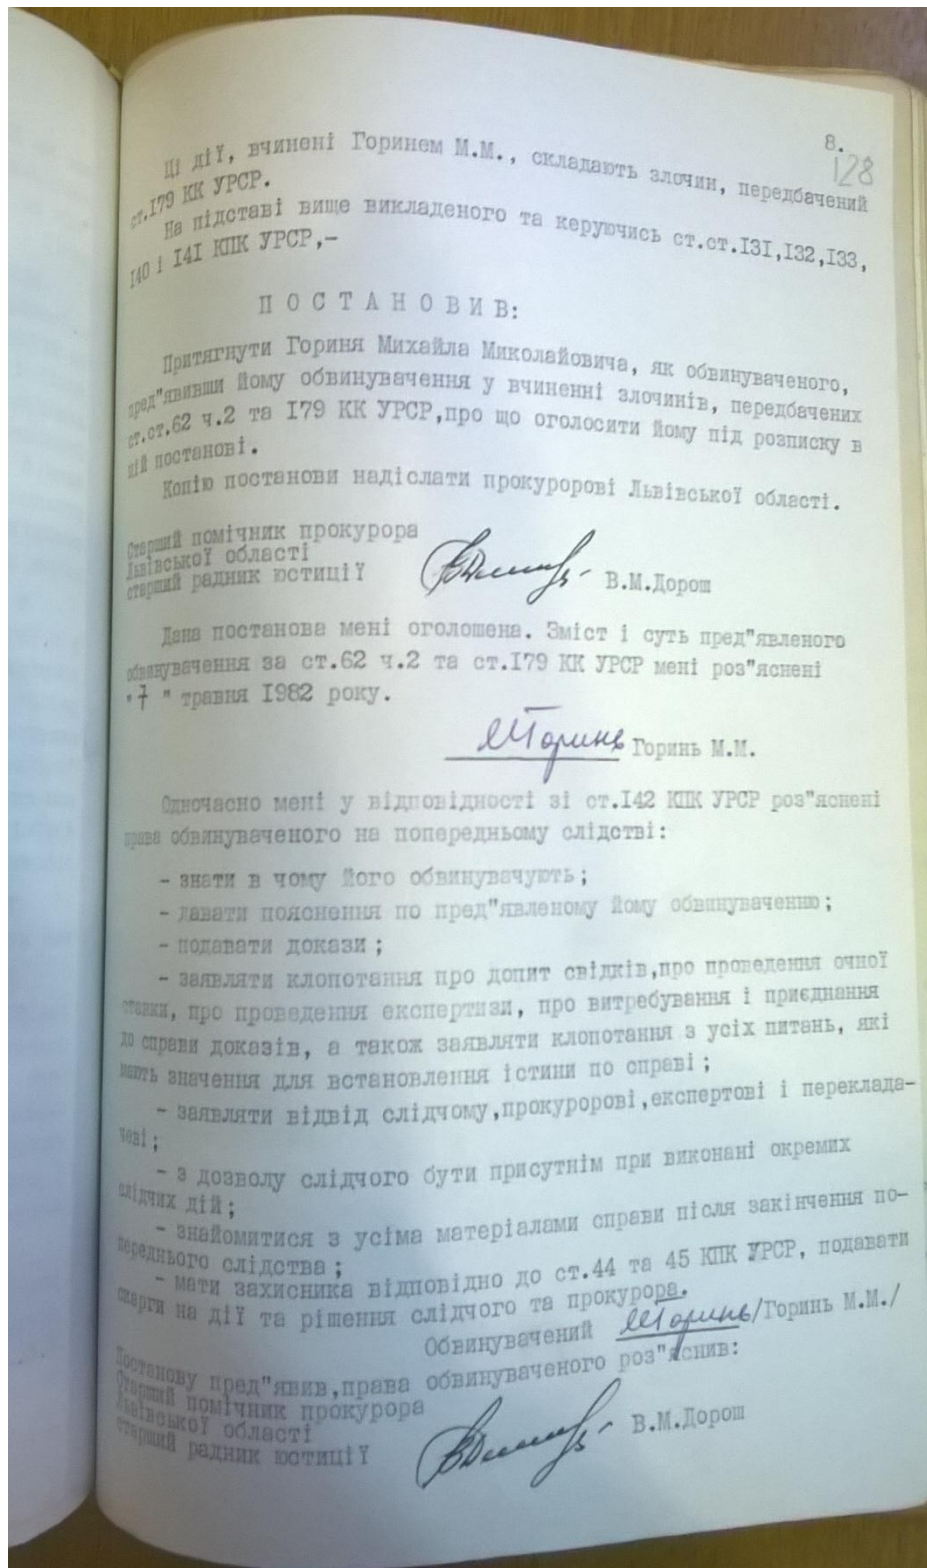 8.
128
Ці дії, вчинені Горинем М.М., складають злочин, передбачений
ст.І79 КК УРСР.
На підставі вище викладеного та керуючись ст.ст.ІЗІ,ІЗ2,ІЗЗ,
І40 і І4І КПК УРСР,-
П О С Т А Н О В И В:
Притягнути Гориня Михайла Миколайовича, як обвинуваченого,
пред"явивши йому обвинувачення у вчиненні злочинів, передбачених
ст.ст.62 ч.2 та І79 КК УРСР,про що оголосити йому під розписку в
цій постанові.
Копію постанови надіслати прокуророві Львівської області.
Старший помічник прокурора
Львівської області
старший радник юстиції
В.М.Дорош
Дана постанова мені оголошена. Зміст і суть пред"явленого
обвинувачення за ст.62 ч.2 та ст.І79 КК УРСР мені роз"яснені
"7" травня І982 року.
МГоринь Горинь М.М.
Одночасно мені у відповідності зі ст.І42 КПК УРСР роз"яснені
права обвинуваченого на попередньому слідстві:
- знати в чому його обвинувачують;
- давати пояснення по пред"явленому йому обвинуваченню;
- подавати докази;
- заявляти клопотання про допит свідків,про проведення очної
ставки, про проведення експертизи, про витребування і приєднання
до справи доказів, а також заявляти клопотання з усіх питань, які
мають значення для встановлення істини по справі;
- заявляти відвід слідчому,прокуророві,експертові і переклада-
чеві;
- з дозволу слідчого бути присутнім при виконані окремих
слідчих дій;
- знайомитися з усіма матеріалами справи після закінчення по-
переднього слідства;
- мати захисника відповідно до ст.44 та 45 КПК УРСР, подавати
скарги на дії та рішення слідчого та прокурора.
Обвинувачений МГоринь/Горинь М.М./
Постанову пред"явив,права обвинуваченого роз"яснив:
Старший помічник прокурора
Львівської області
старший радник юстиції
В.М.Дорош